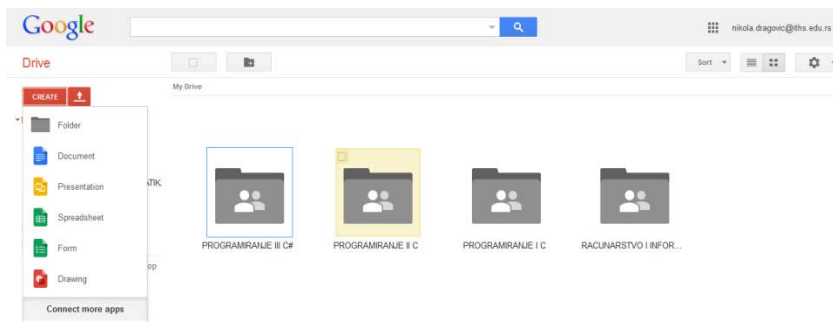 Google
nikola.dragovic@iths.edu.rs
Drive
Sort
CREATE
My Drive
Folder
Document
Presentation
ATIK
Spreadsheet
Form
op
Drawing
Connect more apps
PROGRAMIRANJE III C#
PROGRAMIRANJE II C
PROGRAMIRANJE I C
RACUNARSTVO I INFOR...